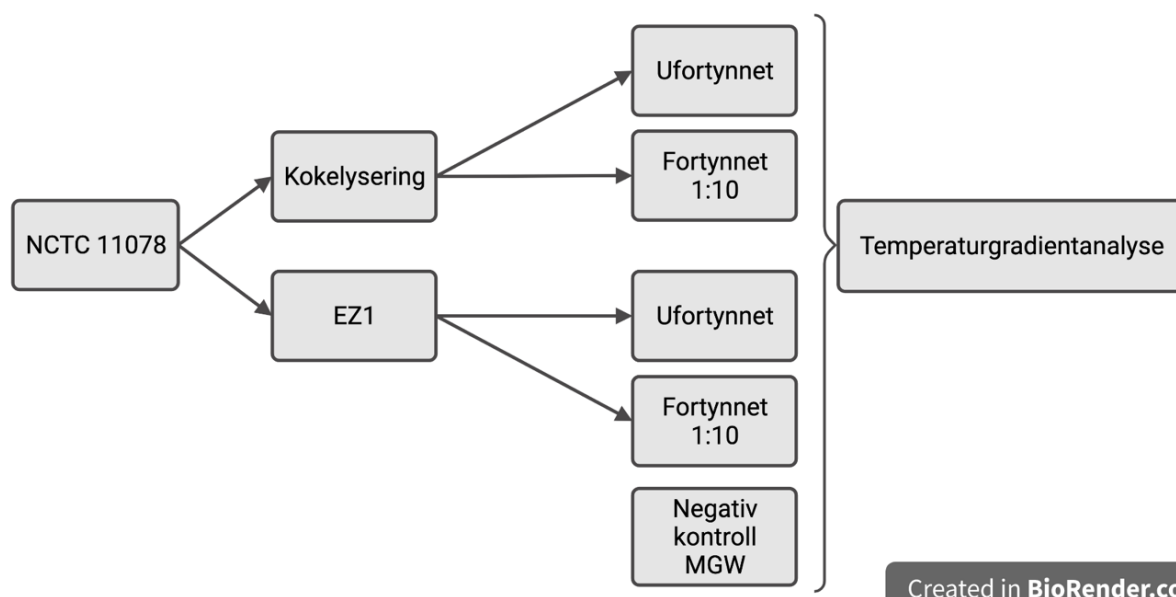 Ufortynnet
Kokelysering
Fortynnet
1:10
NCTC 11078
Temperaturgradientanalyse
EZ1
Ufortynnet
Fortynnet
1:10
Negativ
kontroll
MGW
Created in BioRender.co